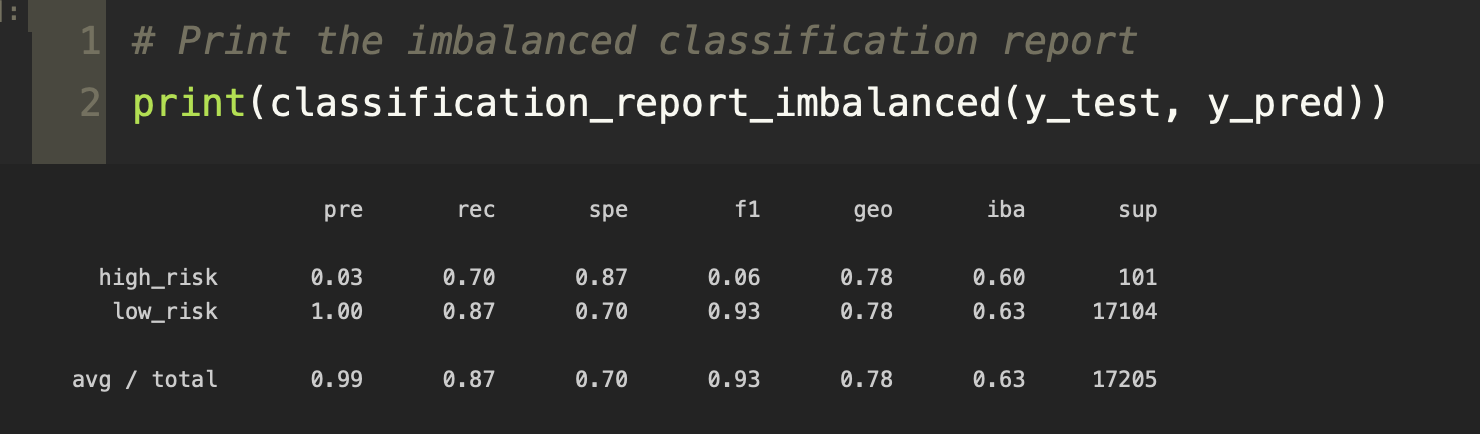 ]:
1 # Print the imbalanced classification report
2 print(classification_report_imbalanced(y_test, y_pred))
pre rec spe f1 geo iba sup
high_risk 0.03 0.70 0.87 0.06 0.78 0.60 101
low_risk 1.00 0.87 0.70 0.93 0.78 0.63 17104
avg / total 0.99 0.87 0.70 0.93 0.78 0.63 17205